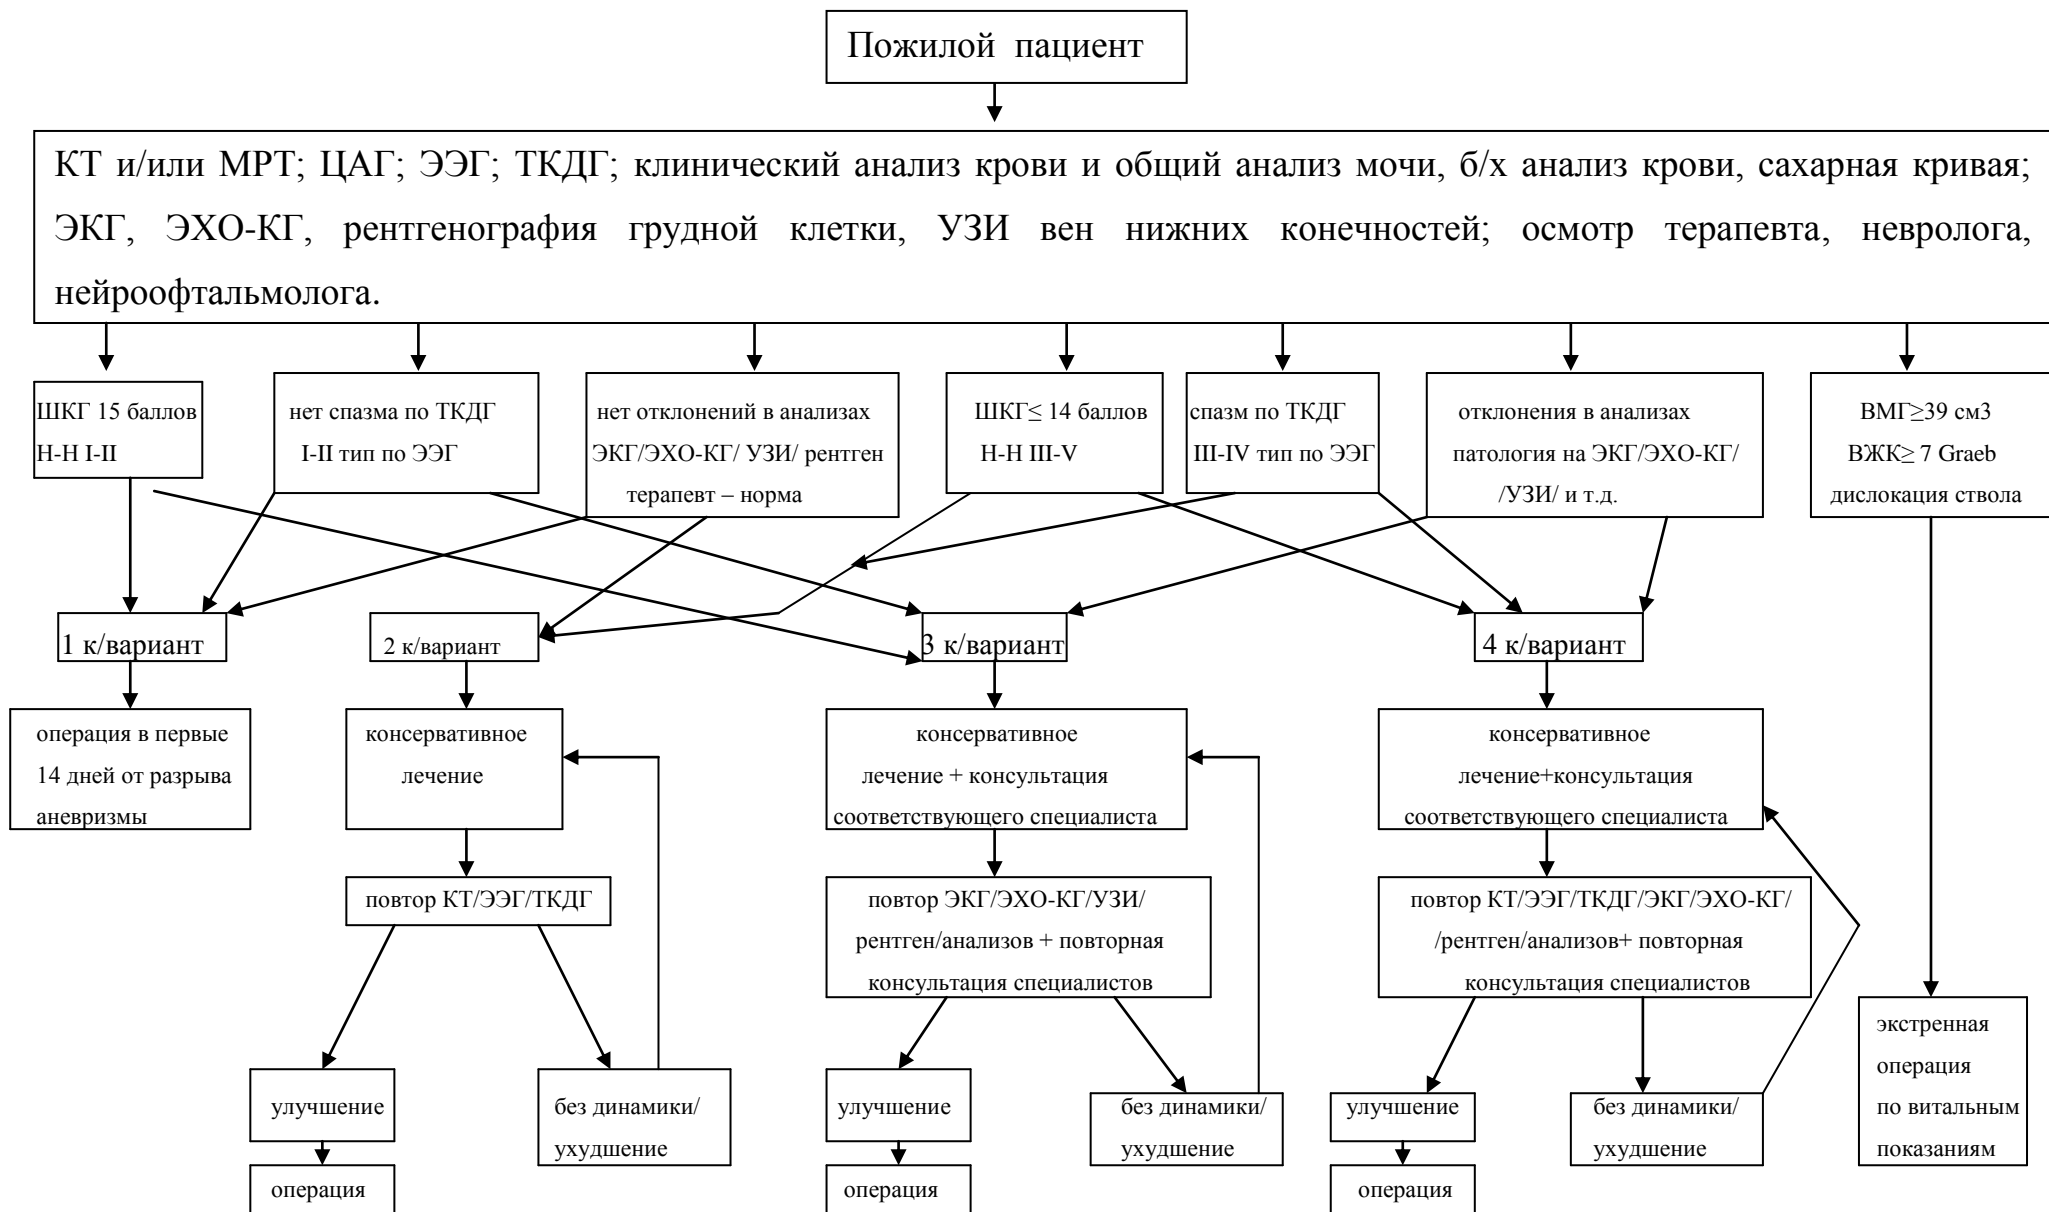 Пожилой пациент
КТ и/или МРТ; ЦАГ; ЭЭГ; ТКДГ; клинический анализ крови и общий анализ мочи, б/х анализ крови, сахарная кривая;
ЭКГ, ЭХО-КГ, рентгенография грудной клетки, УЗИ вен нижних конечностей; осмотр терапевта, невролога,
нейроофтальмолога.
ШКГ 15 баллов
Н-Н I-II
нет спазма по ТКДГ
I-II тип по ЭЭГ
нет отклонений в анализах
ЭКГ/ЭХО-КГ/ УЗИ/ рентген
терапевт – норма
ШКГ≤ 14 баллов
Н-Н III-V
спазм по ТКДГ
III-IV тип по ЭЭГ
отклонения в анализах
патология на ЭКГ/ЭХО-КГ/
/УЗИ/ и т.д.
ВМГ≥39 см3
ВЖК≥ 7 Graeb
дислокация ствола
1 к/вариант
2 к/вариант
3 к/вариант
4 к/вариант
операция в первые
14 дней от разрыва
аневризмы
консервативное
лечение
консервативное
лечение + консультация
соответствующего специалиста
консервативное
лечение+консультация
соответствующего специалиста
повтор КТ/ЭЭГ/ТКДГ
повтор ЭКГ/ЭХО-КГ/УЗИ/
рентген/анализов + повторная
консультация специалистов
повтор КТ/ЭЭГ/ТКДГ/ЭКГ/ЭХО-КГ/
/рентген/анализов+ повторная
консультация специалистов
экстренная
операция
по витальным
показаниям
улучшение
без динамики/
ухудшение
улучшение
без динамики/
ухудшение
улучшение
без динамики/
ухудшение
операция
операция
операция